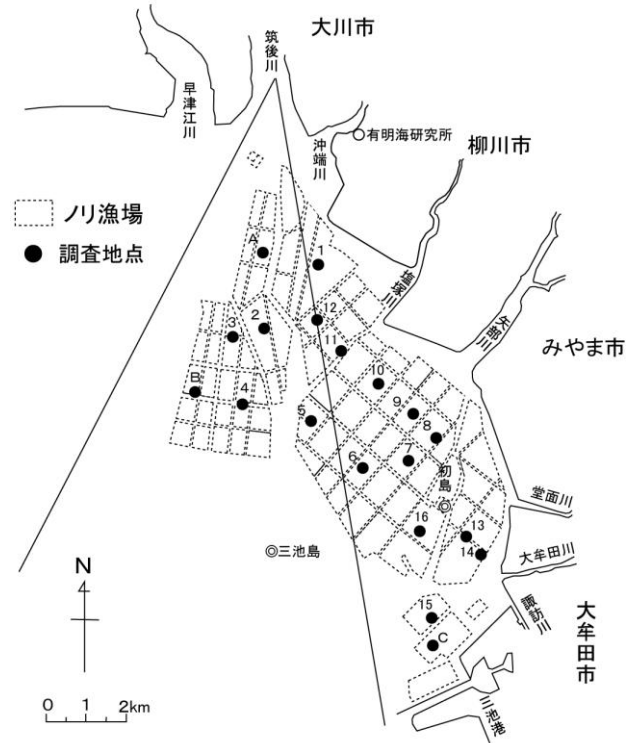 大川市
筑後川
早津江川
沖端川
有明海研究所
柳川市
ノリ漁場
調査地点
A
1
塩塚川
矢部川
みやま市
12
2
3
11
10
B
4
5
9
8
7
6
初島
堂面川
16
13
14
三池島
大牟田川
諏訪川
大牟田市
N
15
C
三池港
0 1 2km